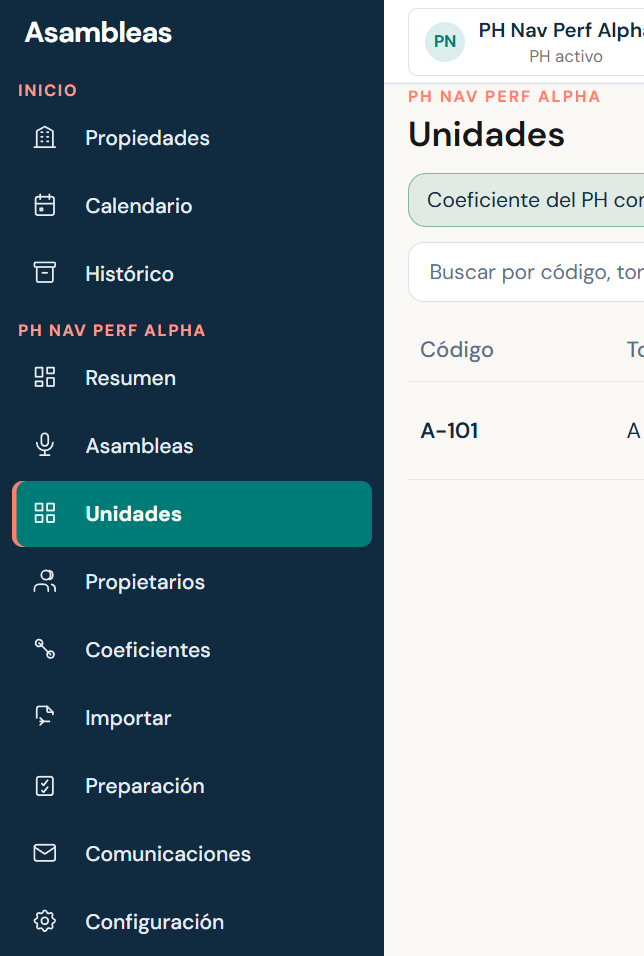 Asambleas
INICIO
Propiedades
Calendario
Histórico
PH NAV PERF ALPHA
Resumen
Asambleas
Unidades
Propietarios
Coeficientes
Importar
Preparación
Comunicaciones
Configuración
PN
PH Nav Perf Alph
PH activo
PH NAV PERF ALPHA
Unidades
Coeficiente del PH cor
Buscar por código, tor
Código To
A-101 A